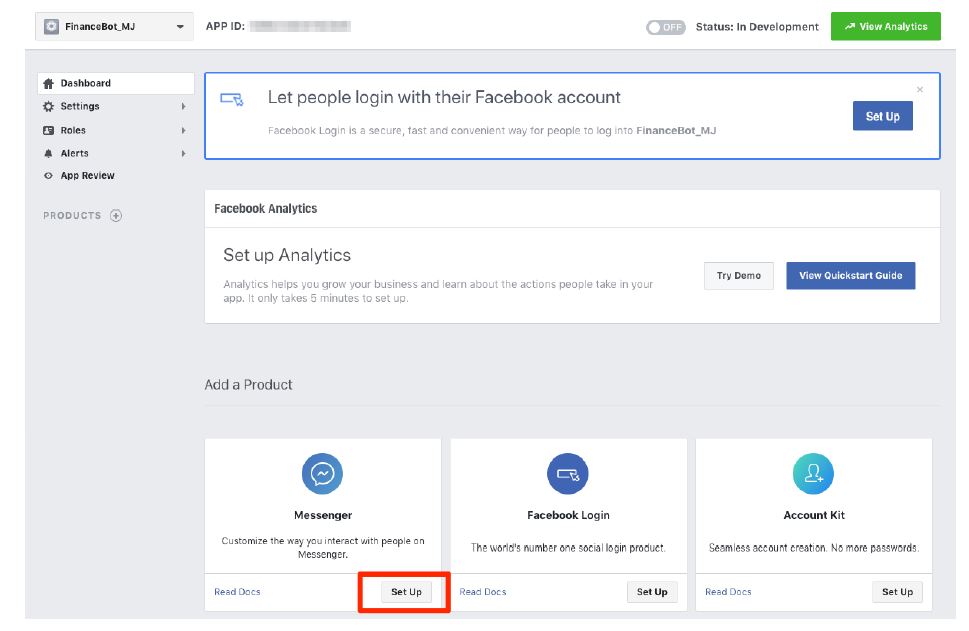 FinanceBot_MJ
APP ID:
OFF
Status: In Development
View Analytics
Dashboard
Settings
Roles
Alerts
App Review
PRODUCTS
Let people login with their Facebook account
Facebook Login is a secure, fast and convenient way for people to log into FinanceBot_MJ
Set Up
Facebook Analytics
Set up Analytics
Analytics helps you grow your business and learn about the actions people take in your
app. It only takes 5 minutes to set up.
Try Demo
View Quickstart Guide
Add a Product
Messenger
Customize the way you interact with people on
Messenger.
Read Docs
Set Up
Facebook Login
The world's number one social login product.
Read Docs
Set Up
Account Kit
Seamless account creation. No more passwords.
Read Docs
Set Up